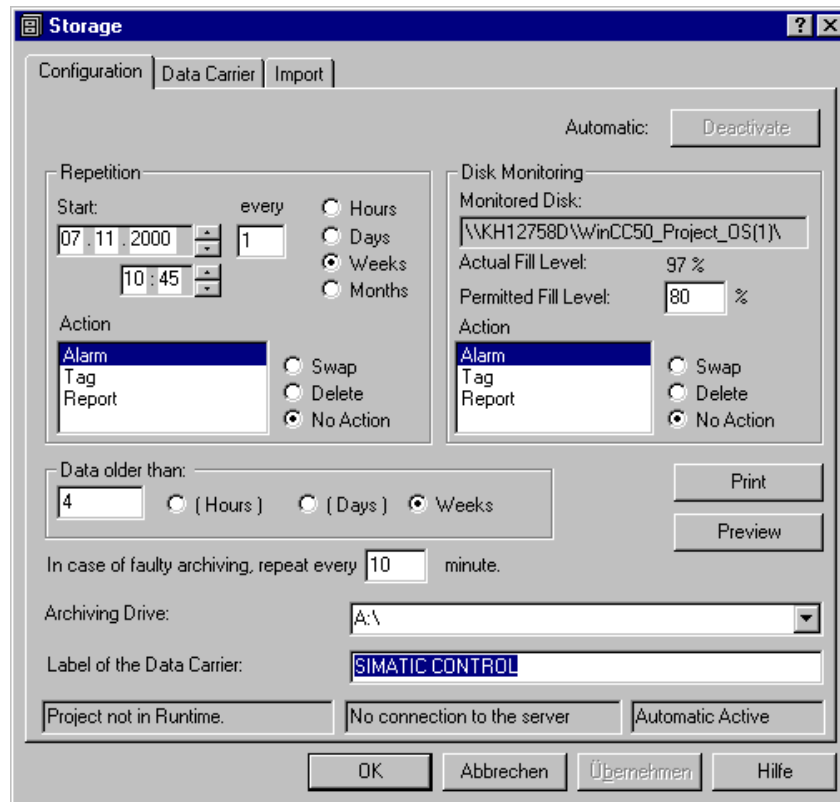 Storage
Configuration
Data Carrier
Import
Automatic:
Deactivate
Repetition
Start:
every
07 . 11 . 2000
1
10 : 45
Hours
Days
Weeks
Months
Action
Alarm
Tag
Report
Swap
Delete
No Action
Disk Monitoring
Monitored Disk:
\\KH12758D\WinCC50_Project_OS(1)\
Actual Fill Level: 97 %
Permitted Fill Level: 80 %
Action
Alarm
Tag
Report
Swap
Delete
No Action
Data older than:
4 ( Hours ) ( Days ) Weeks
Print
Preview
In case of faulty archiving, repeat every 10 minute.
Archiving Drive: A:\
Label of the Data Carrier: SIMATIC CONTROL
Project not in Runtime.
No connection to the server
Automatic Active
OK
Abbrechen
Übernehmen
Hilfe